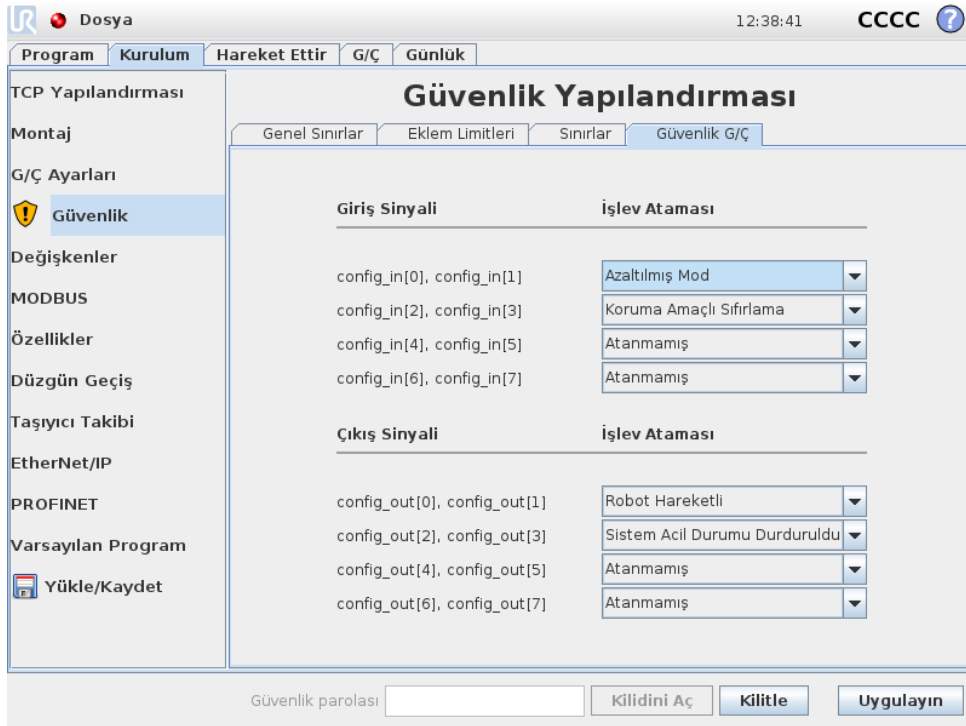 UR Dosya 12:38:41 CCCC ?
Program Kurulum Hareket Ettir G/Ç Günlük
TCP Yapılandırması
Montaj
G/Ç Ayarları
Güvenlik
Değişkenler
MODBUS
Özellikler
Düzgün Geçiş
Taşıyıcı Takibi
EtherNet/IP
PROFINET
Varsayılan Program
Yükle/Kaydet
Güvenlik Yapılandırması
Genel Sınırlar Eklem Limitleri Sınırlar Güvenlik G/Ç
Giriş Sinyali İşlev Ataması
config_in[0], config_in[1] Azaltılmış Mod
config_in[2], config_in[3] Koruma Amaçlı Sıfırlama
config_in[4], config_in[5] Atanmamış
config_in[6], config_in[7] Atanmamış
Çıkış Sinyali İşlev Ataması
config_out[0], config_out[1] Robot Hareketli
config_out[2], config_out[3] Sistem Acil Durumu Durduruldu
config_out[4], config_out[5] Atanmamış
config_out[6], config_out[7] Atanmamış
Güvenlik parolası Kilidini Aç Kilitle Uygulayın